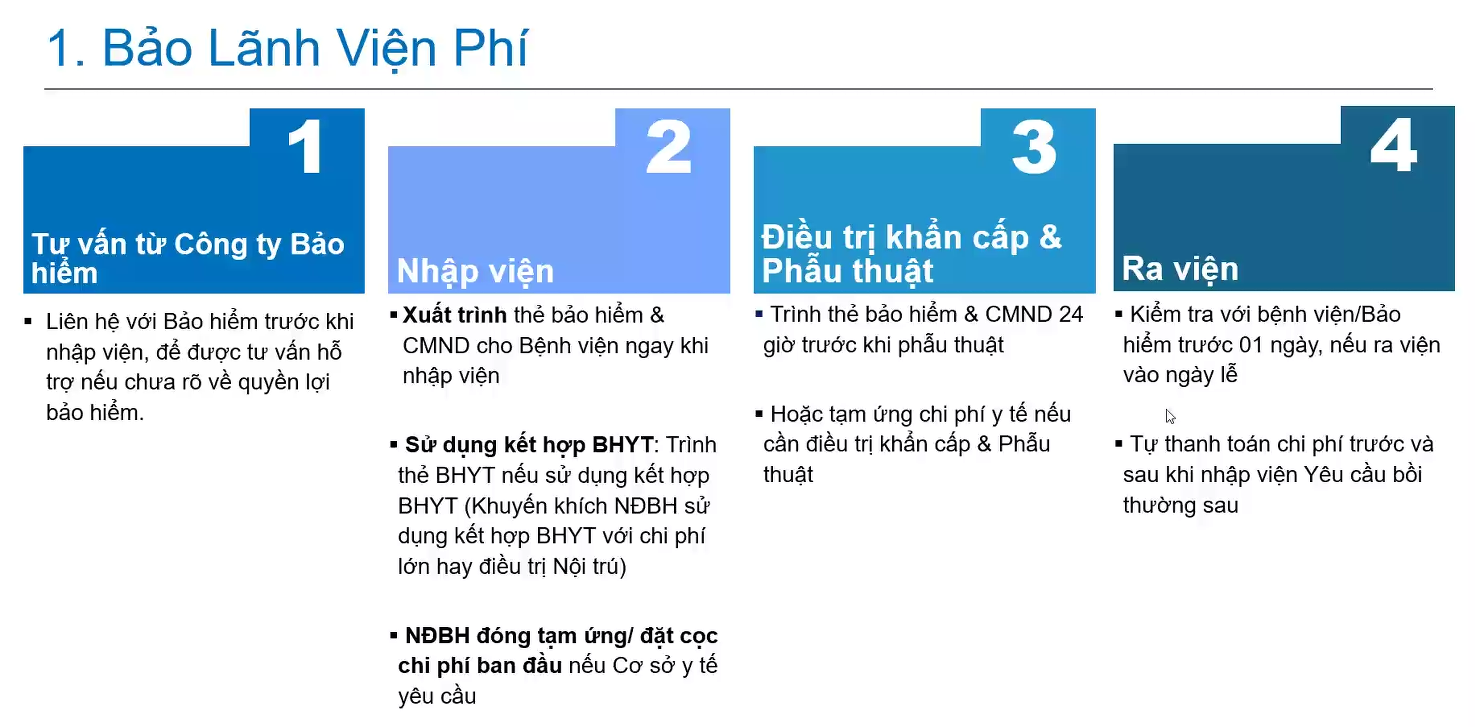 1. Bảo Lãnh Viện Phí
1
Tư vấn từ Công ty Bảo
hiểm
▪ Liên hệ với Bảo hiểm trước khi
nhập viện, để được tư vấn hỗ
trợ nếu chưa rõ về quyền lợi
bảo hiểm.
2
Nhập viện
▪ Xuất trình thẻ bảo hiểm &
CMND cho Bệnh viện ngay khi
nhập viện
▪ Sử dụng kết hợp BHYT: Trình
thẻ BHYT nếu sử dụng kết hợp
BHYT (Khuyến khích NĐBH sử
dụng kết hợp BHYT với chi phí
lớn hay điều trị Nội trú)
▪ NĐBH đóng tạm ứng/ đặt cọc
chi phí ban đầu nếu Cơ sở y tế
yêu cầu
3
Điều trị khẩn cấp &
Phẫu thuật
▪ Trình thẻ bảo hiểm & CMND 24
giờ trước khi phẫu thuật
▪ Hoặc tạm ứng chi phí y tế nếu
cần điều trị khẩn cấp & Phẫu
thuật
4
Ra viện
▪ Kiểm tra với bệnh viện/Bảo
hiểm trước 01 ngày, nếu ra viện
vào ngày lễ
▪ Tự thanh toán chi phí trước và
sau khi nhập viện Yêu cầu bồi
thường sau